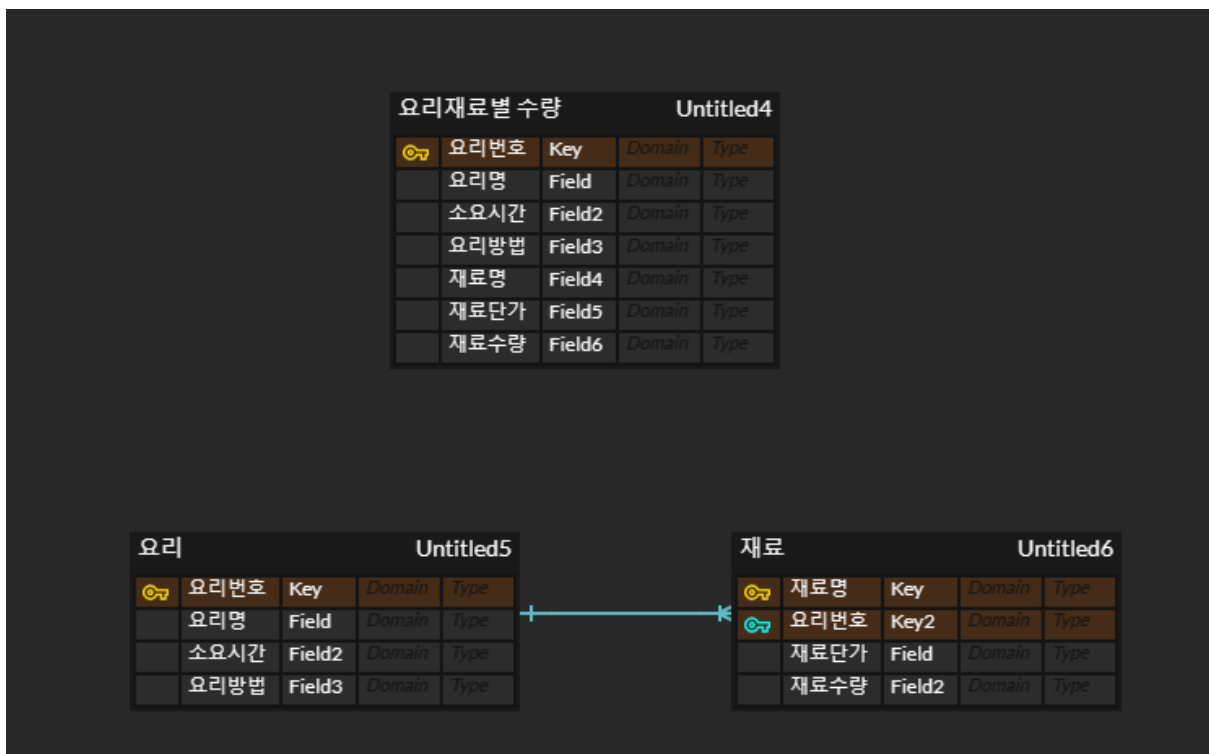 요리재료별 수량 Untitled4
요리번호 Key Domain Type
요리명 Field Domain Type
소요시간 Field2 Domain Type
요리방법 Field3 Domain Type
재료명 Field4 Domain Type
재료단가 Field5 Domain Type
재료수량 Field6 Domain Type
요리 Untitled5
요리번호 Key Domain Type
요리명 Field Domain Type
소요시간 Field2 Domain Type
요리방법 Field3 Domain Type
재료 Untitled6
재료명 Key Domain Type
요리번호 Key2 Domain Type
재료단가 Field Domain Type
재료수량 Field2 Domain Type